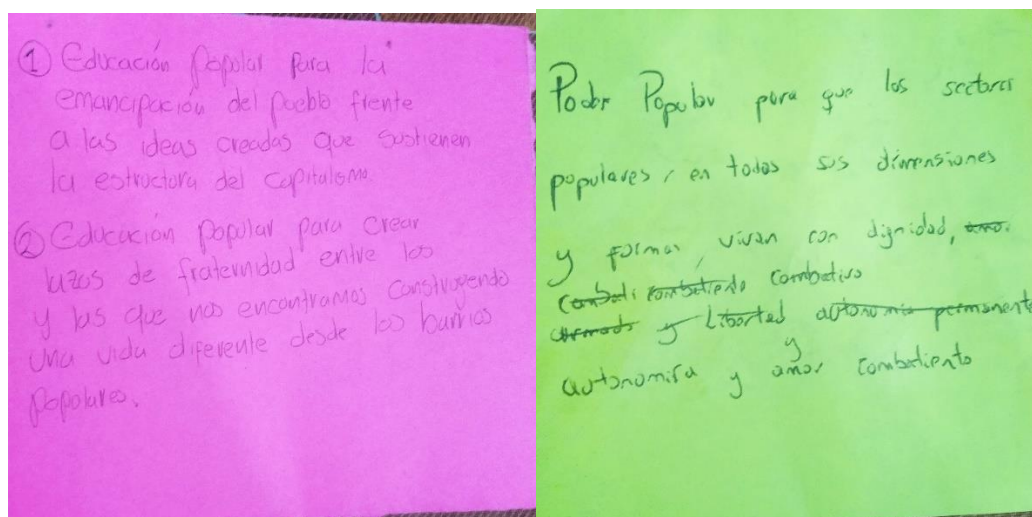 ① Educación Popular para la
emancipación del pueblo frente
a las ideas creadas que sostienen
la estructura del capitalismo.
② Educación Popular para crear
lazos de fraternidad entre los
y las que nos encontramos construyendo
una vida diferente desde los barrios
populares.
Poder Popular para que los sectores
populares, en todas sus dimensiones
y formas, vivan con dignidad,
combatiendo combativo
y Libertad autonomía permanente
y
autonomía y amor combatiente